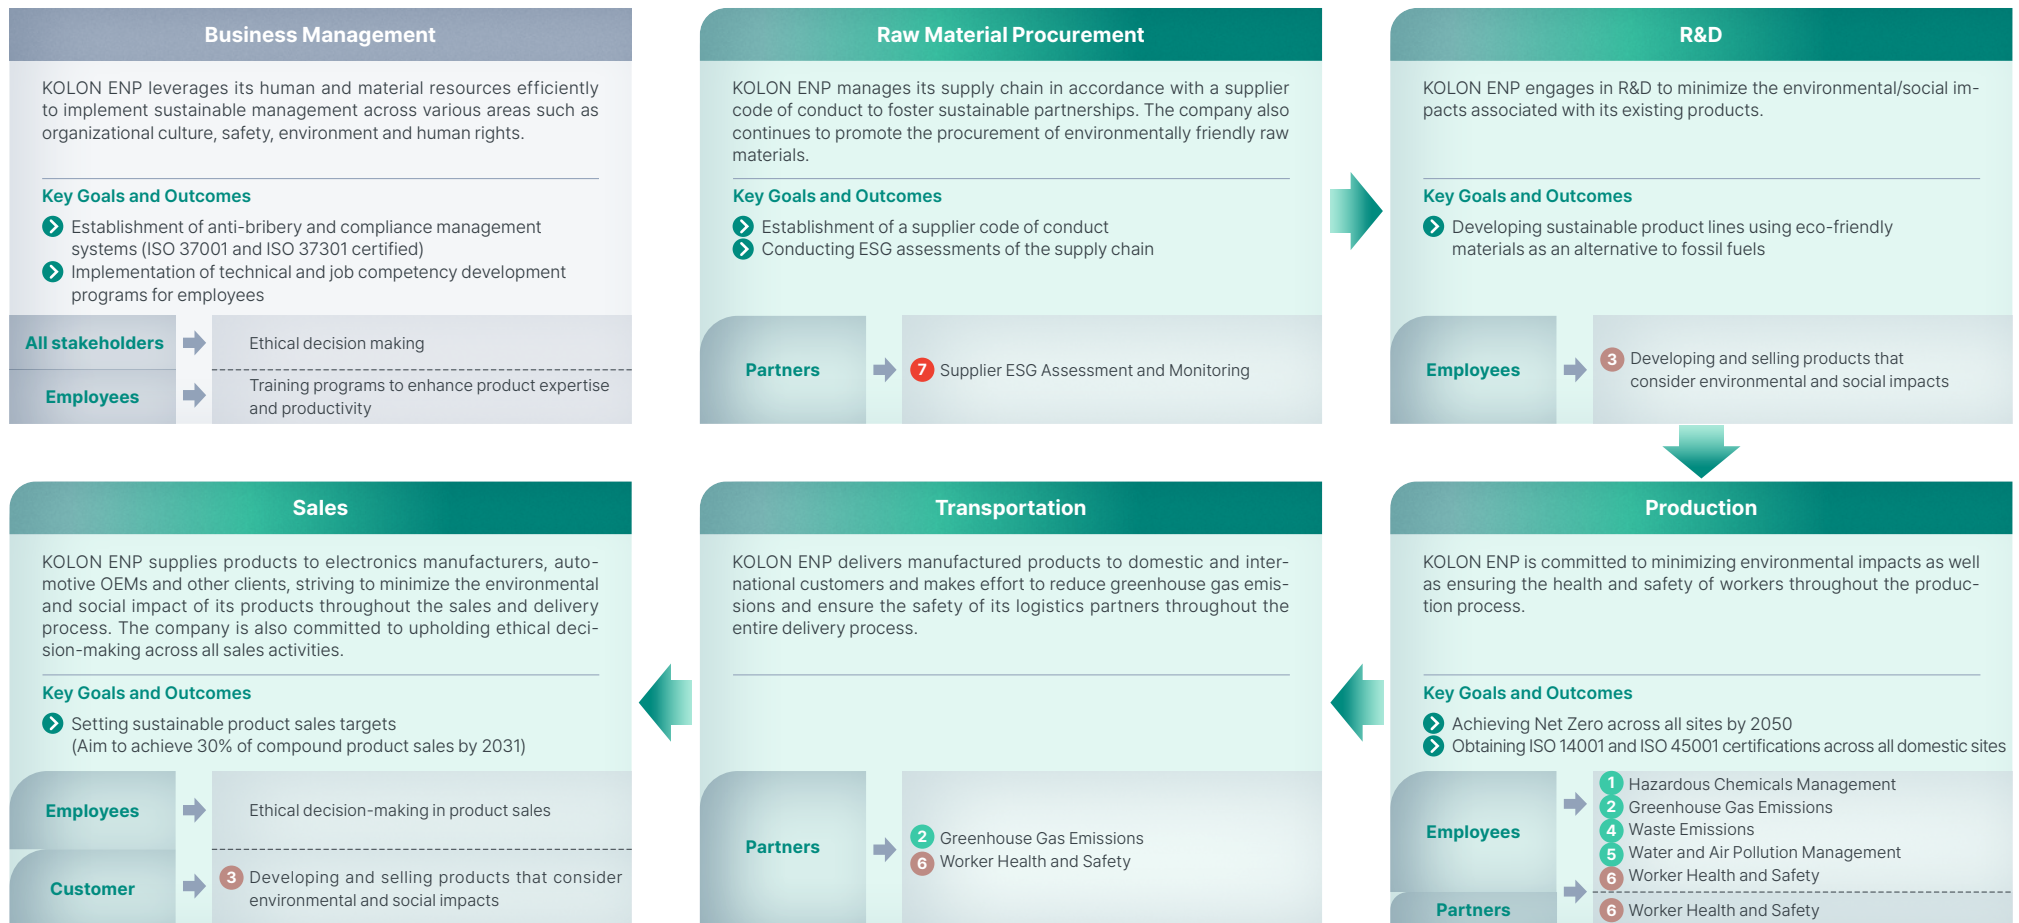 Business Management
KOLON ENP leverages its human and material resources efficiently
to implement sustainable management across various areas such as
organizational culture, safety, environment and human rights.
Key Goals and Outcomes
Establishment of anti-bribery and compliance management
systems (ISO 37001 and ISO 37301 certified)
Implementation of technical and job competency development
programs for employees
All stakeholders
Ethical decision making
Employees
Training programs to enhance product expertise
and productivity
Raw Material Procurement
KOLON ENP manages its supply chain in accordance with a supplier
code of conduct to foster sustainable partnerships. The company also
continues to promote the procurement of environmentally friendly raw
materials.
Key Goals and Outcomes
Establishment of a supplier code of conduct
Conducting ESG assessments of the supply chain
Partners
7 Supplier ESG Assessment and Monitoring
R&D
KOLON ENP engages in R&D to minimize the environmental/social im-
pacts associated with its existing products.
Key Goals and Outcomes
Developing sustainable product lines using eco-friendly
materials as an alternative to fossil fuels
Employees
3 Developing and selling products that
consider environmental and social impacts
Sales
KOLON ENP supplies products to electronics manufacturers, auto-
motive OEMs and other clients, striving to minimize the environmental
and social impact of its products throughout the sales and delivery
process. The company is also committed to upholding ethical deci-
sion-making across all sales activities.
Key Goals and Outcomes
Setting sustainable product sales targets
(Aim to achieve 30% of compound product sales by 2031)
Employees
Ethical decision-making in product sales
Customer
3 Developing and selling products that consider
environmental and social impacts
Transportation
KOLON ENP delivers manufactured products to domestic and inter-
national customers and makes effort to reduce greenhouse gas emis-
sions and ensure the safety of its logistics partners throughout the
entire delivery process.
Partners
2 Greenhouse Gas Emissions
6 Worker Health and Safety
Production
KOLON ENP is committed to minimizing environmental impacts as well
as ensuring the health and safety of workers throughout the produc-
tion process.
Key Goals and Outcomes
Achieving Net Zero across all sites by 2050
Obtaining ISO 14001 and ISO 45001 certifications across all domestic sites
Employees
1 Hazardous Chemicals Management
2 Greenhouse Gas Emissions
4 Waste Emissions
5 Water and Air Pollution Management
6 Worker Health and Safety
Partners
6 Worker Health and Safety